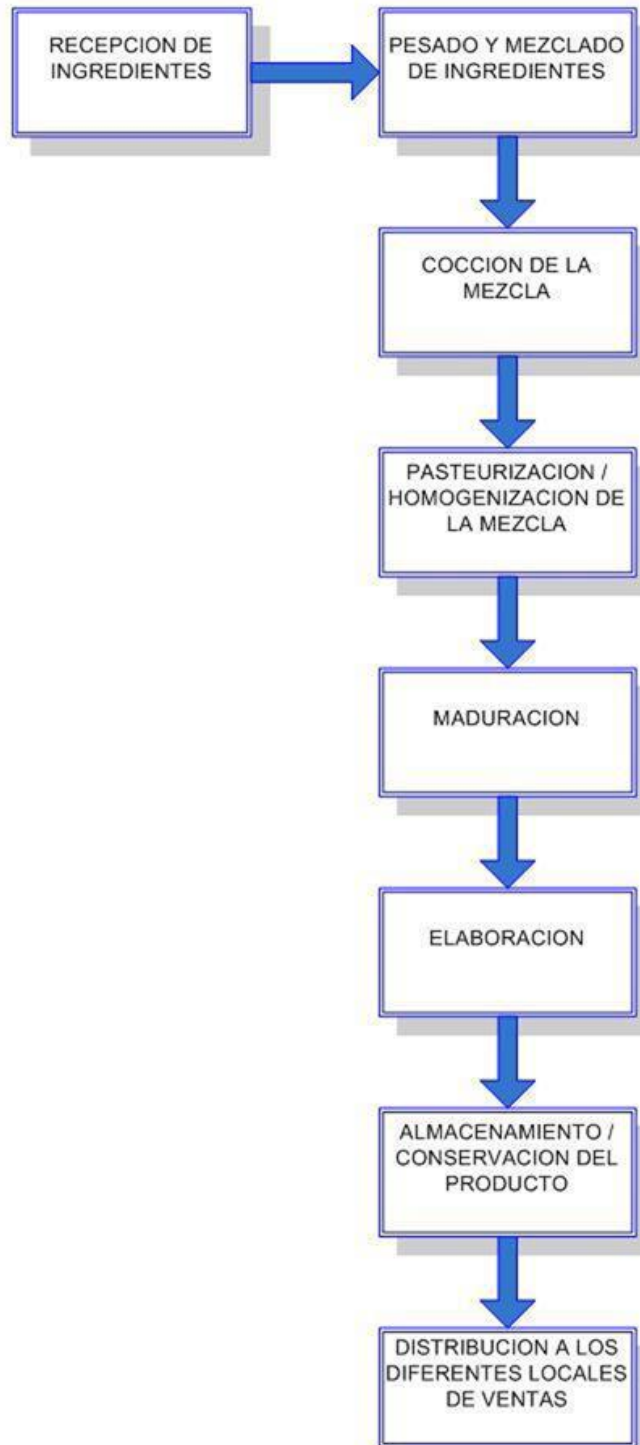 RECEPCION DE
INGREDIENTES
PESADO Y MEZCLADO
DE INGREDIENTES
COCCION DE LA
MEZCLA
PASTEURIZACION /
HOMOGENIZACION DE
LA MEZCLA
MADURACION
ELABORACION
ALMACENAMIENTO /
CONSERVACION DEL
PRODUCTO
DISTRIBUCION A LOS
DIFERENTES LOCALES
DE VENTAS